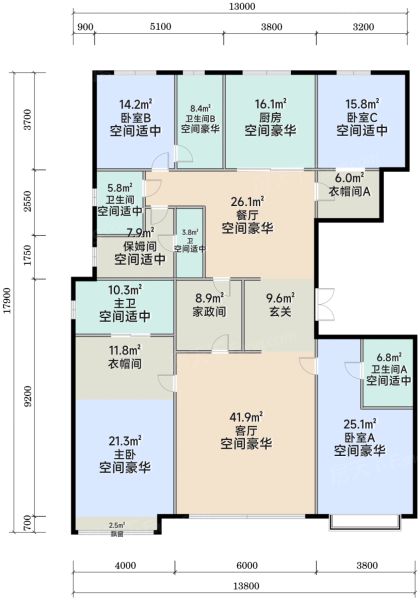 13000
900
5100
3800
3200
3700
2550
1750
17900
9200
700
14.2㎡
卧室B
空间适中
8.4㎡
卫生间B
空间豪华
16.1㎡
厨房
空间豪华
15.8㎡
卧室C
空间适中
5.8㎡
卫生间
空间适中
26.1㎡
餐厅
空间豪华
6.0㎡
衣帽间A
7.9㎡
保姆间
空间适中
3.8㎡
卫
空间适中
10.3㎡
主卫
空间适中
8.9㎡
家政间
9.6㎡
玄关
11.8㎡
衣帽间
6.8㎡
卫生间A
空间适中
21.3㎡
主卧
空间豪华
41.9㎡
客厅
空间豪华
25.1㎡
卧室A
空间豪华
2.5㎡
飘窗
4000
6000
3800
13800